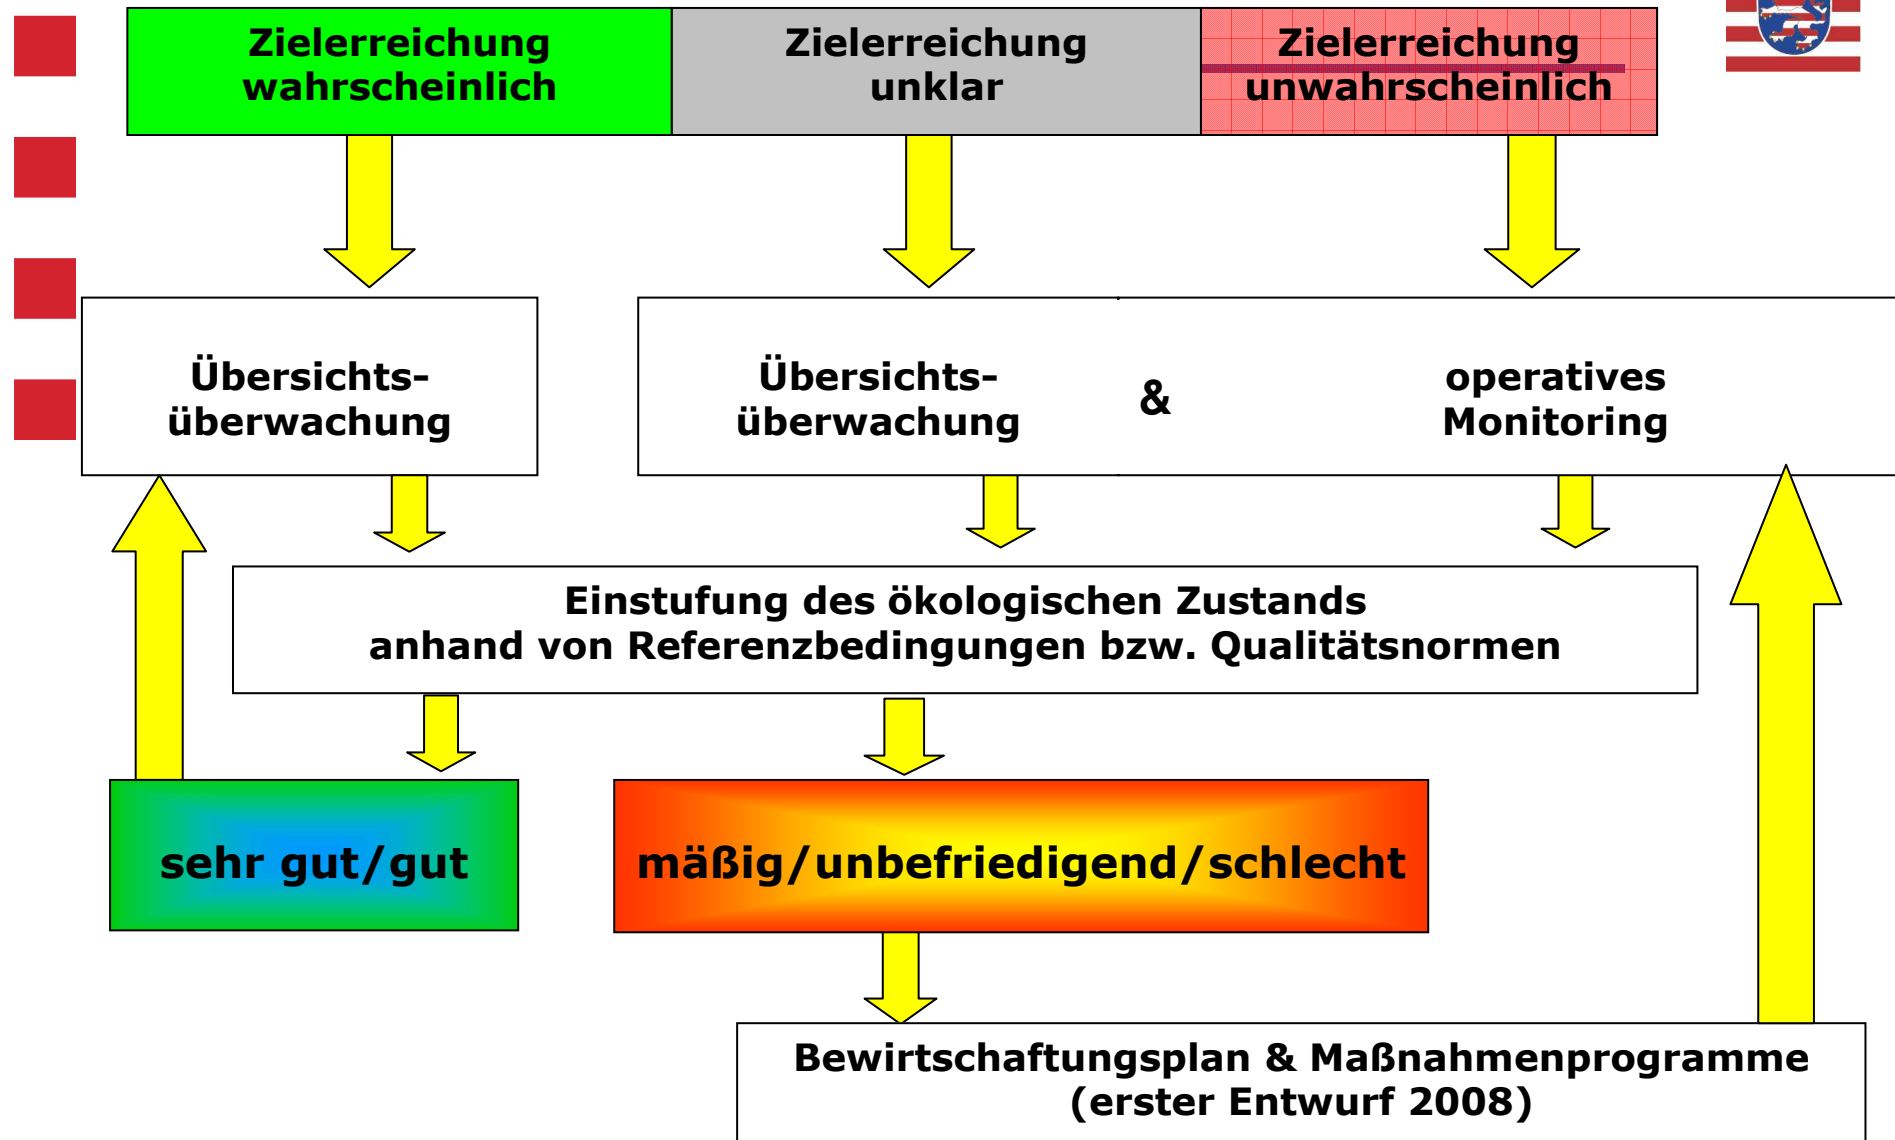 Zielerreichung
wahrscheinlich
Zielerreichung
unklar
Zielerreichung
unwahrscheinlich
Übersichts-
überwachung
Übersichts-
überwachung
&
operatives
Monitoring
Einstufung des ökologischen Zustands
anhand von Referenzbedingungen bzw. Qualitätsnormen
sehr gut/gut
mäßig/unbefriedigend/schlecht
Bewirtschaftungsplan & Maßnahmenprogramme
(erster Entwurf 2008)